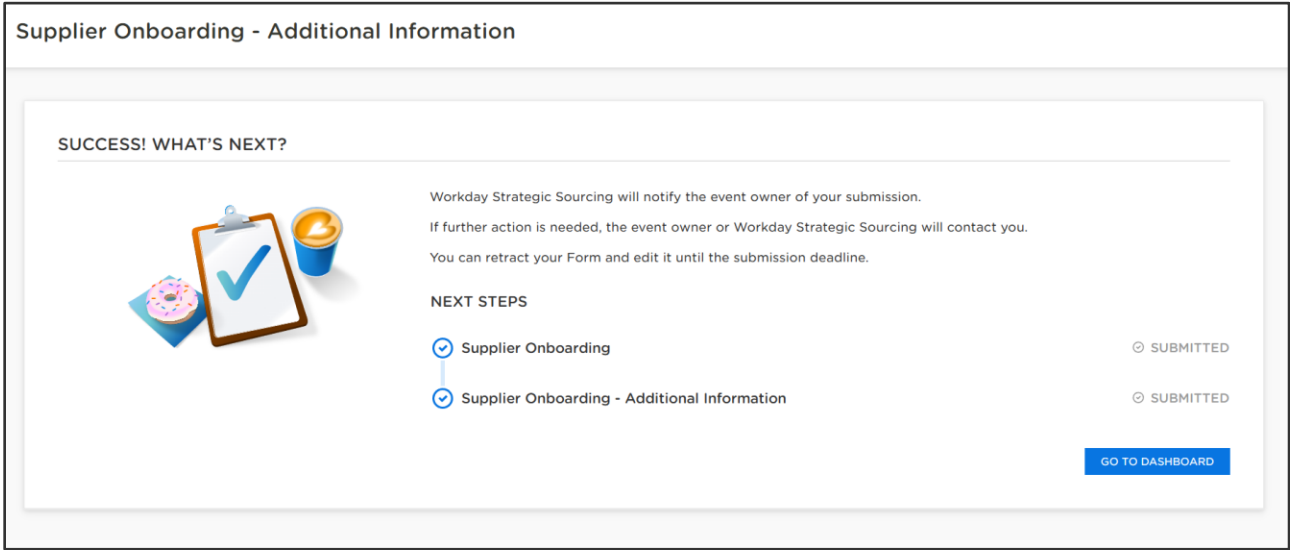 Supplier Onboarding - Additional Information
SUCCESS! WHAT'S NEXT?
Workday Strategic Sourcing will notify the event owner of your submission.
If further action is needed, the event owner or Workday Strategic Sourcing will contact you.
You can retract your Form and edit it until the submission deadline.
NEXT STEPS
Supplier Onboarding SUBMITTED
Supplier Onboarding - Additional Information SUBMITTED
GO TO DASHBOARD